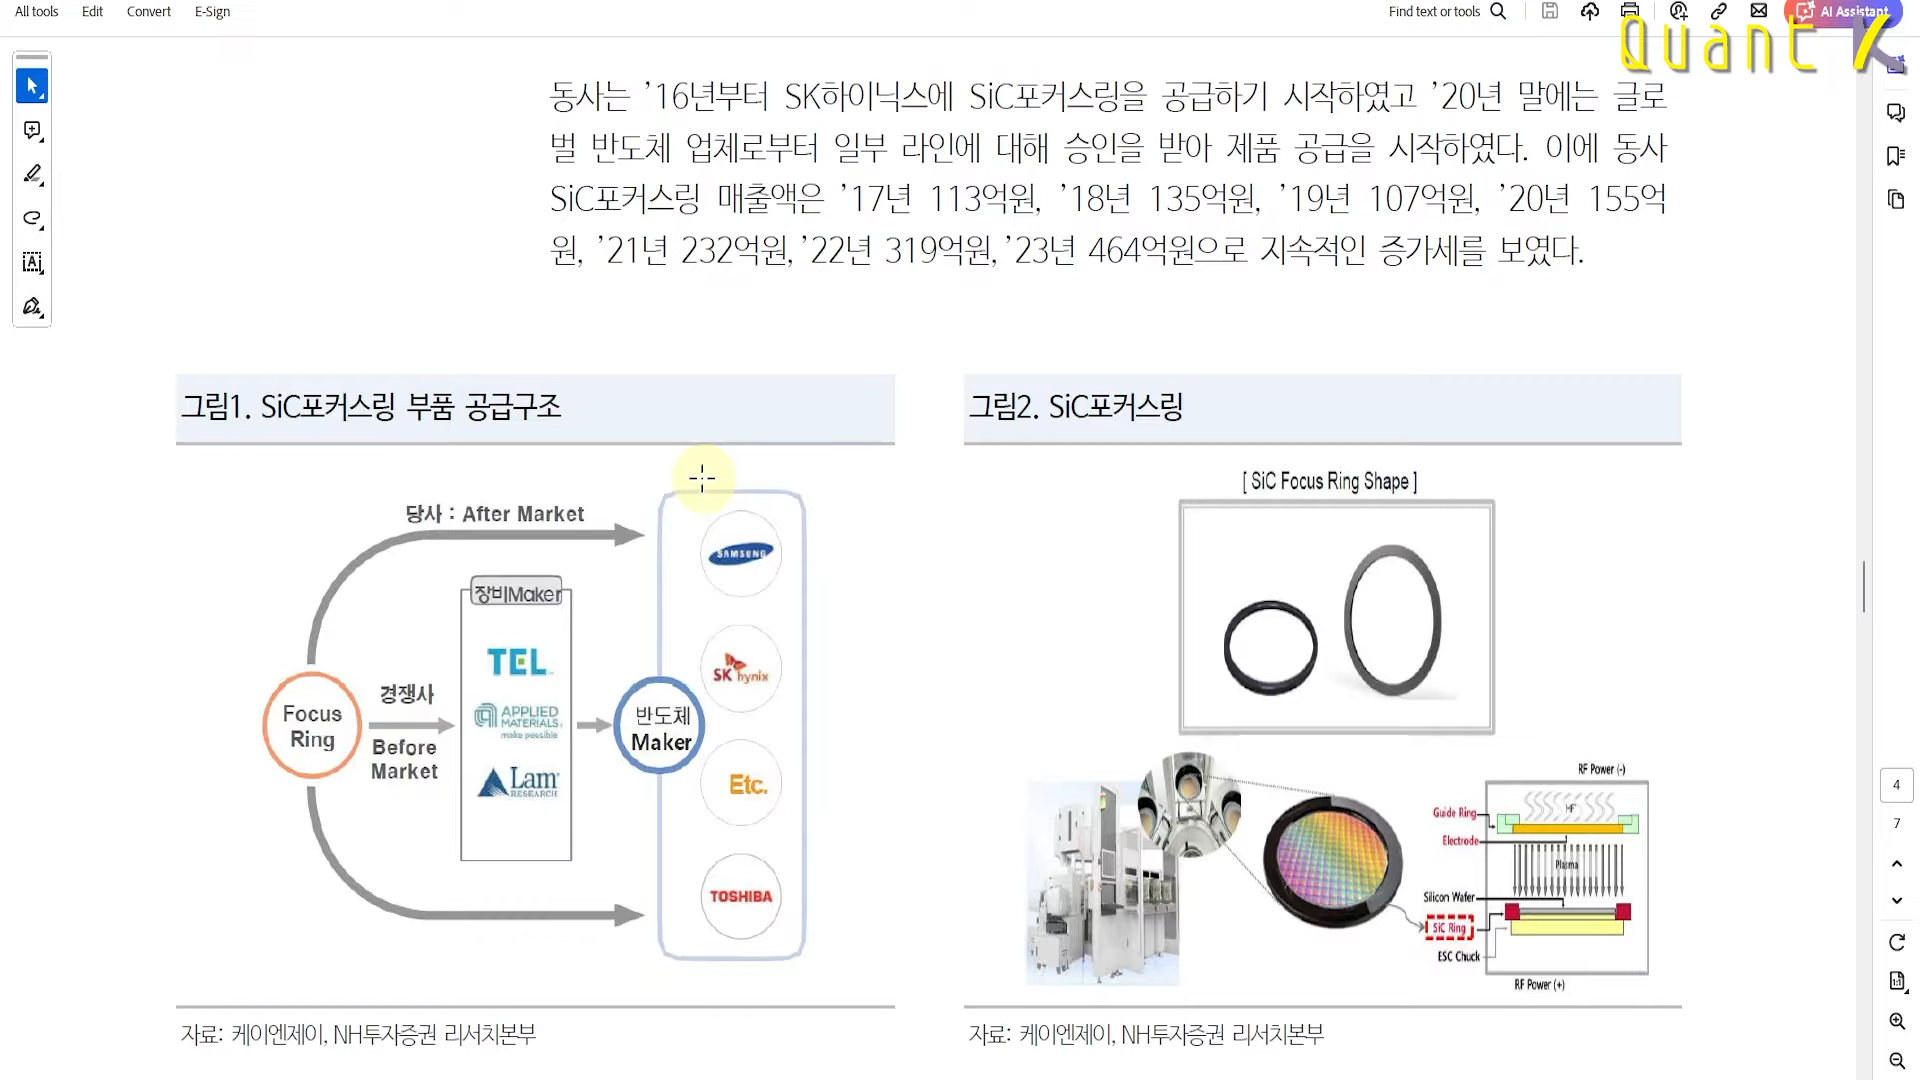 All tools Edit Convert E-Sign
Find text or tools
AI Assistant
Quant K
동사는 ’16년부터 SK하이닉스에 SiC포커스링을 공급하기 시작하였고 ’20년 말에는 글로
벌 반도체 업체로부터 일부 라인에 대해 승인을 받아 제품 공급을 시작하였다. 이에 동사
SiC포커스링 매출액은 ’17년 113억원, ’18년 135억원, ’19년 107억원, ’20년 155억
원, ’21년 232억원, ’22년 319억원, ’23년 464억원으로 지속적인 증가세를 보였다.
그림1. SiC포커스링 부품 공급구조
당사 : After Market
장비Maker
TEL
APPLIED
MATERIALS
make possible
Lam
RESEARCH
Focus
Ring
경쟁사
Before
Market
반도체
Maker
SAMSUNG
SK hynix
Etc.
TOSHIBA
자료: 케이엔제이, NH투자증권 리서치본부
그림2. SiC포커스링
[ SiC Focus Ring Shape ]
RF Power (-)
Guide Ring
HF
Electrode
Plasma
Silicon Wafer
SiC Ring
ESC Chuck
RF Power (+)
자료: 케이엔제이, NH투자증권 리서치본부
4
7